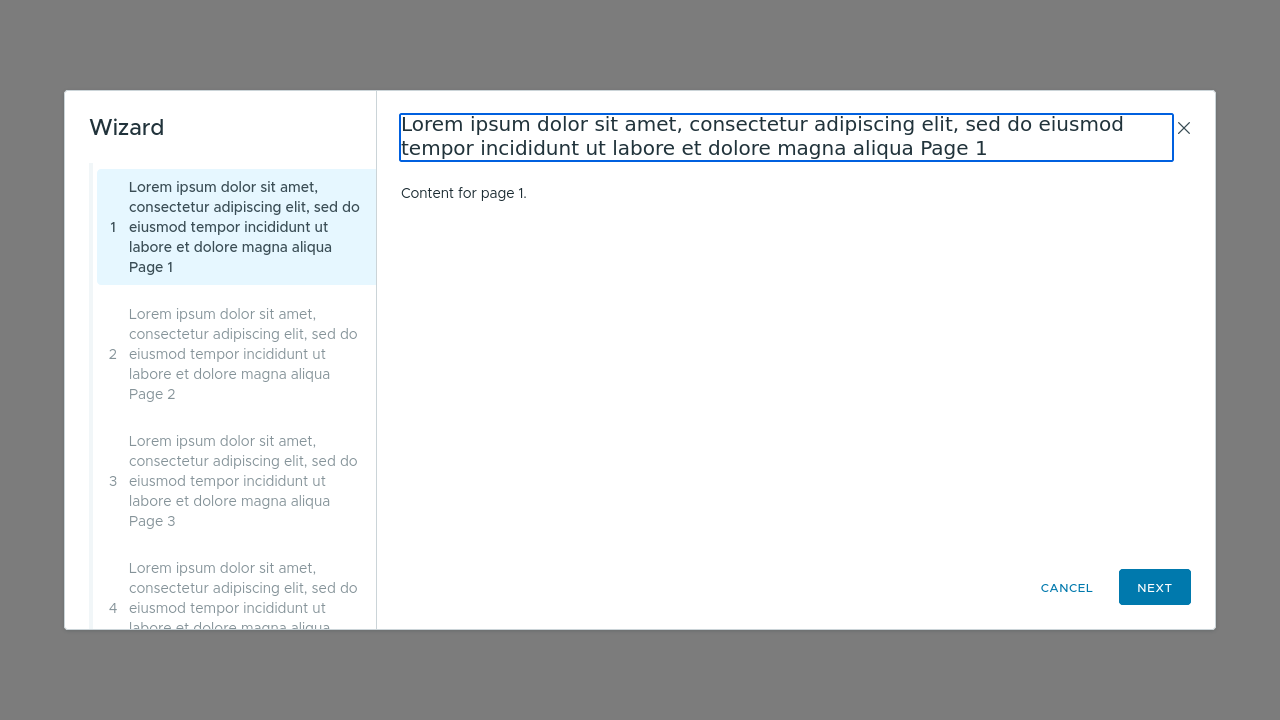 Wizard
1
Lorem ipsum dolor sit amet,
consectetur adipiscing elit, sed do
eiusmod tempor incididunt ut
labore et dolore magna aliqua
Page 1
2
Lorem ipsum dolor sit amet,
consectetur adipiscing elit, sed do
eiusmod tempor incididunt ut
labore et dolore magna aliqua
Page 2
3
Lorem ipsum dolor sit amet,
consectetur adipiscing elit, sed do
eiusmod tempor incididunt ut
labore et dolore magna aliqua
Page 3
4
Lorem ipsum dolor sit amet,
consectetur adipiscing elit, sed do
eiusmod tempor incididunt ut
labore et dolore magna aliqua
Lorem ipsum dolor sit amet, consectetur adipiscing elit, sed do eiusmod
tempor incididunt ut labore et dolore magna aliqua Page 1
Content for page 1.
CANCEL
NEXT